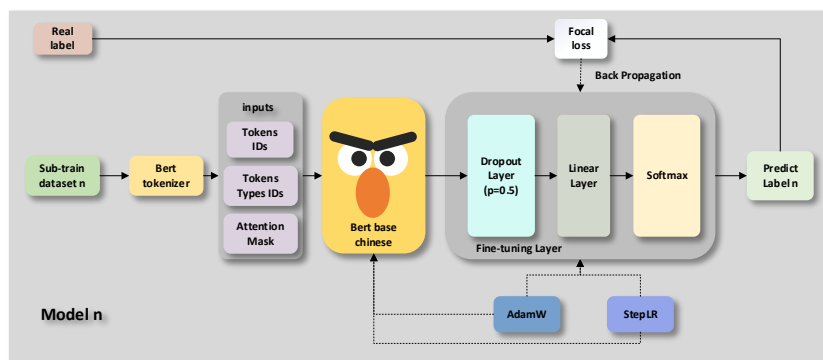 Real
label
Focal
loss
Back Propagation
inputs
Tokens
IDs
Sub-train
dataset n
Bert
tokenizer
Tokens
Types IDs
Attention
Mask
Bert base
chinese
Dropout
Layer
(p=0.5)
Linear
Layer
Softmax
Fine-tuning Layer
Predict
Label n
AdamW
StepLR
Model n